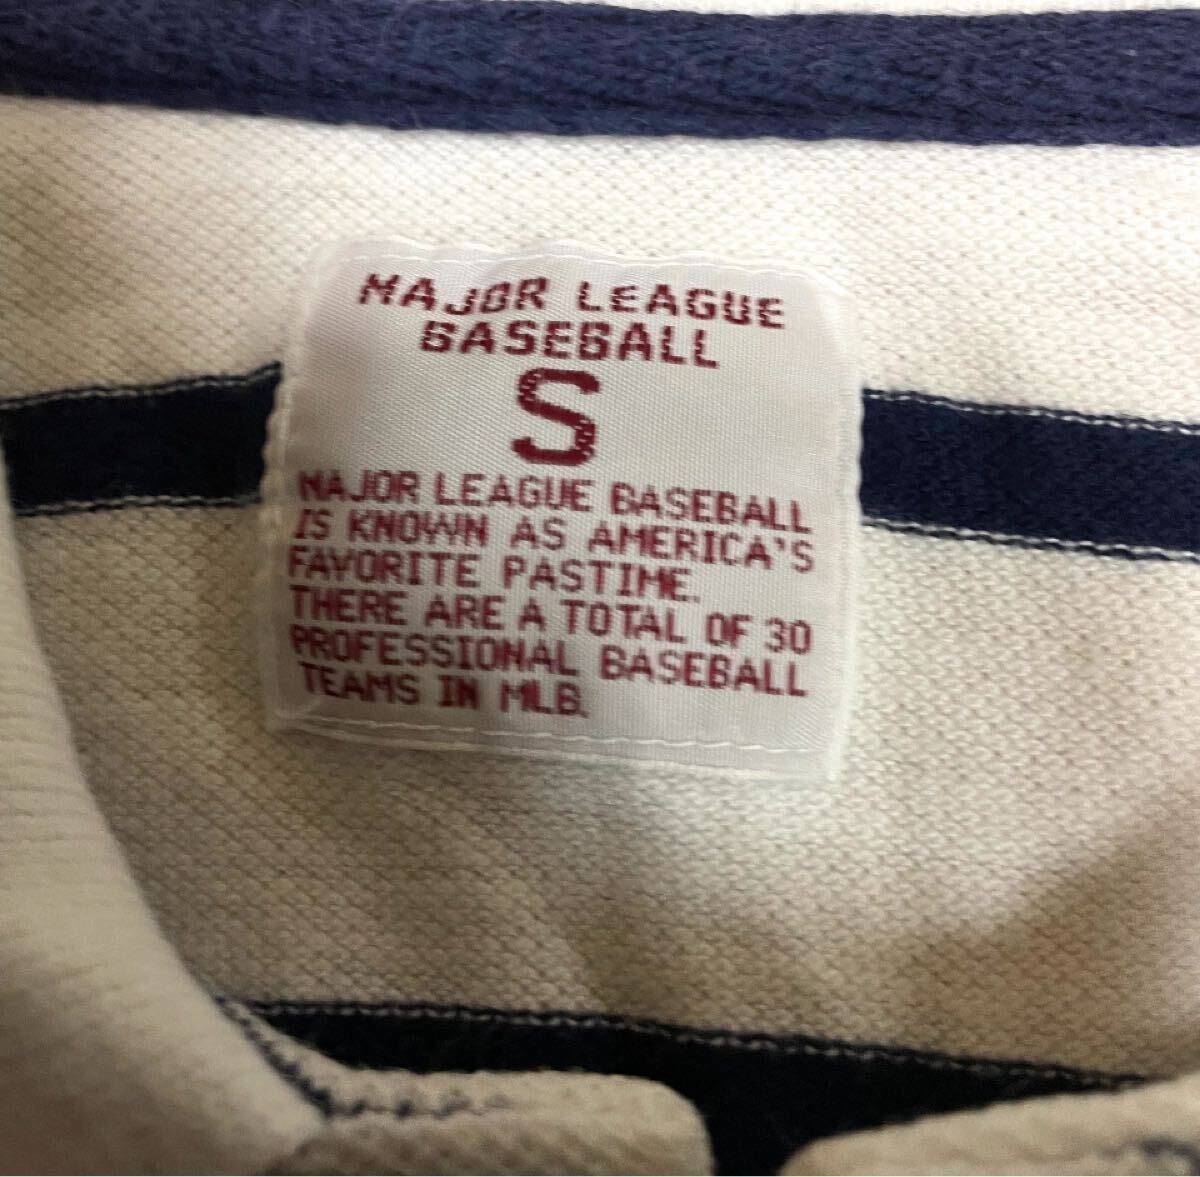 MAJOR LEAGUE
BASEBALL
S
MAJOR LEAGUE BASEBALL
IS KNOWN AS AMERICA'S
FAVORITE PASTIME.
THERE ARE A TOTAL OF 30
PROFESSIONAL BASEBALL
TEAMS IN MLB.